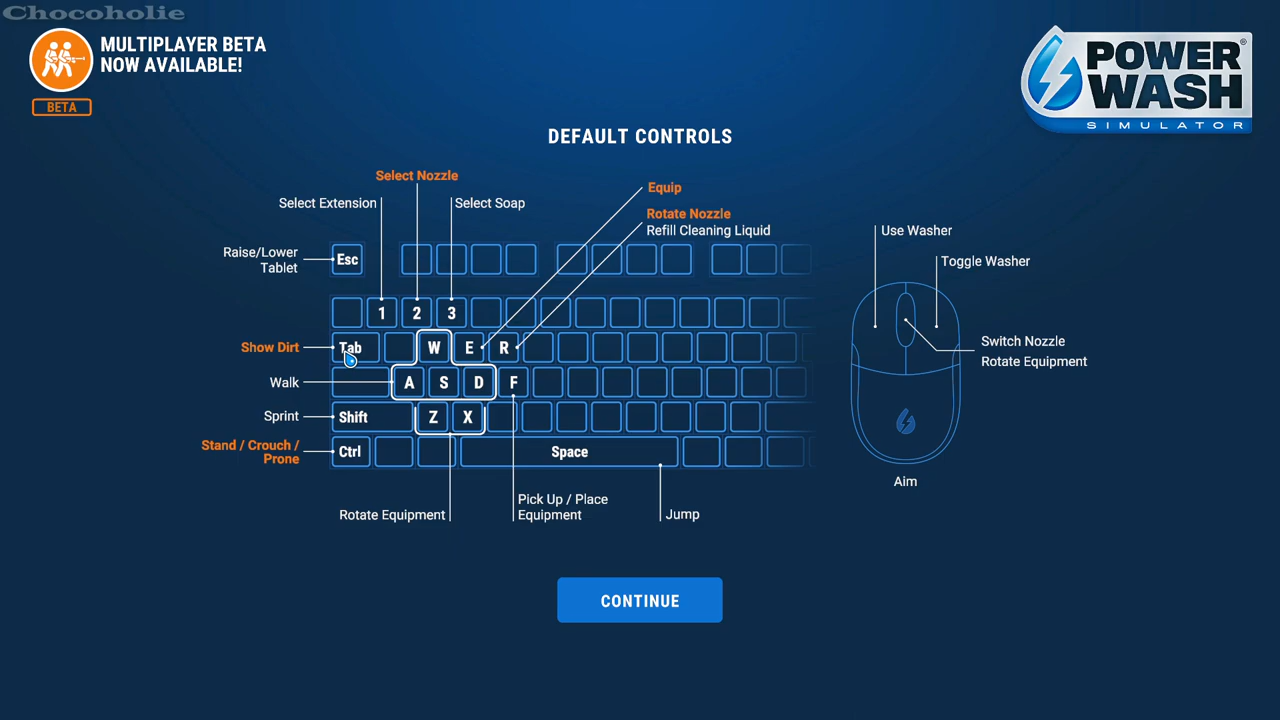 Chocoholie
MULTIPLAYER BETA
NOW AVAILABLE!
BETA
POWER
WASH
SIMULATOR
®
DEFAULT CONTROLS
Select Nozzle
Select Extension
Select Soap
Equip
Rotate Nozzle
Refill Cleaning Liquid
Raise/Lower
Tablet
Esc
1 2 3
Show Dirt
Tab W E R
Walk
A S D F
Sprint
Shift Z X
Stand / Crouch /
Prone
Ctrl Space
Rotate Equipment
Pick Up / Place
Equipment
Jump
Use Washer
Toggle Washer
Switch Nozzle
Rotate Equipment
Aim
CONTINUE